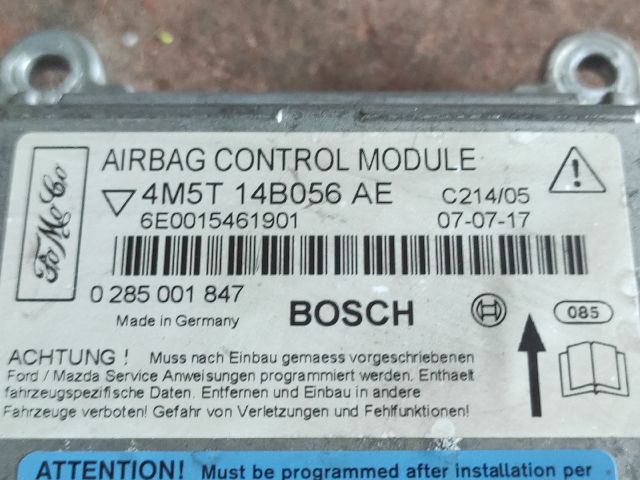 FoMoCo
AIRBAG CONTROL MODULE
4M5T 14B056 AE C214/05
6E0015461901 07-07-17
0 285 001 847
Made in Germany BOSCH 085
ACHTUNG ! Muss nach Einbau gemaess vorgeschriebenen
Ford / Mazda Service Anweisungen programmiert werden. Enthaelt
fahrzeugspezifische Daten. Entfernen und Einbau in andere
Fahrzeuge verboten! Gefahr von Verletzungen und Fehlfunktionen!
ATTENTION! Must be programmed after installation per